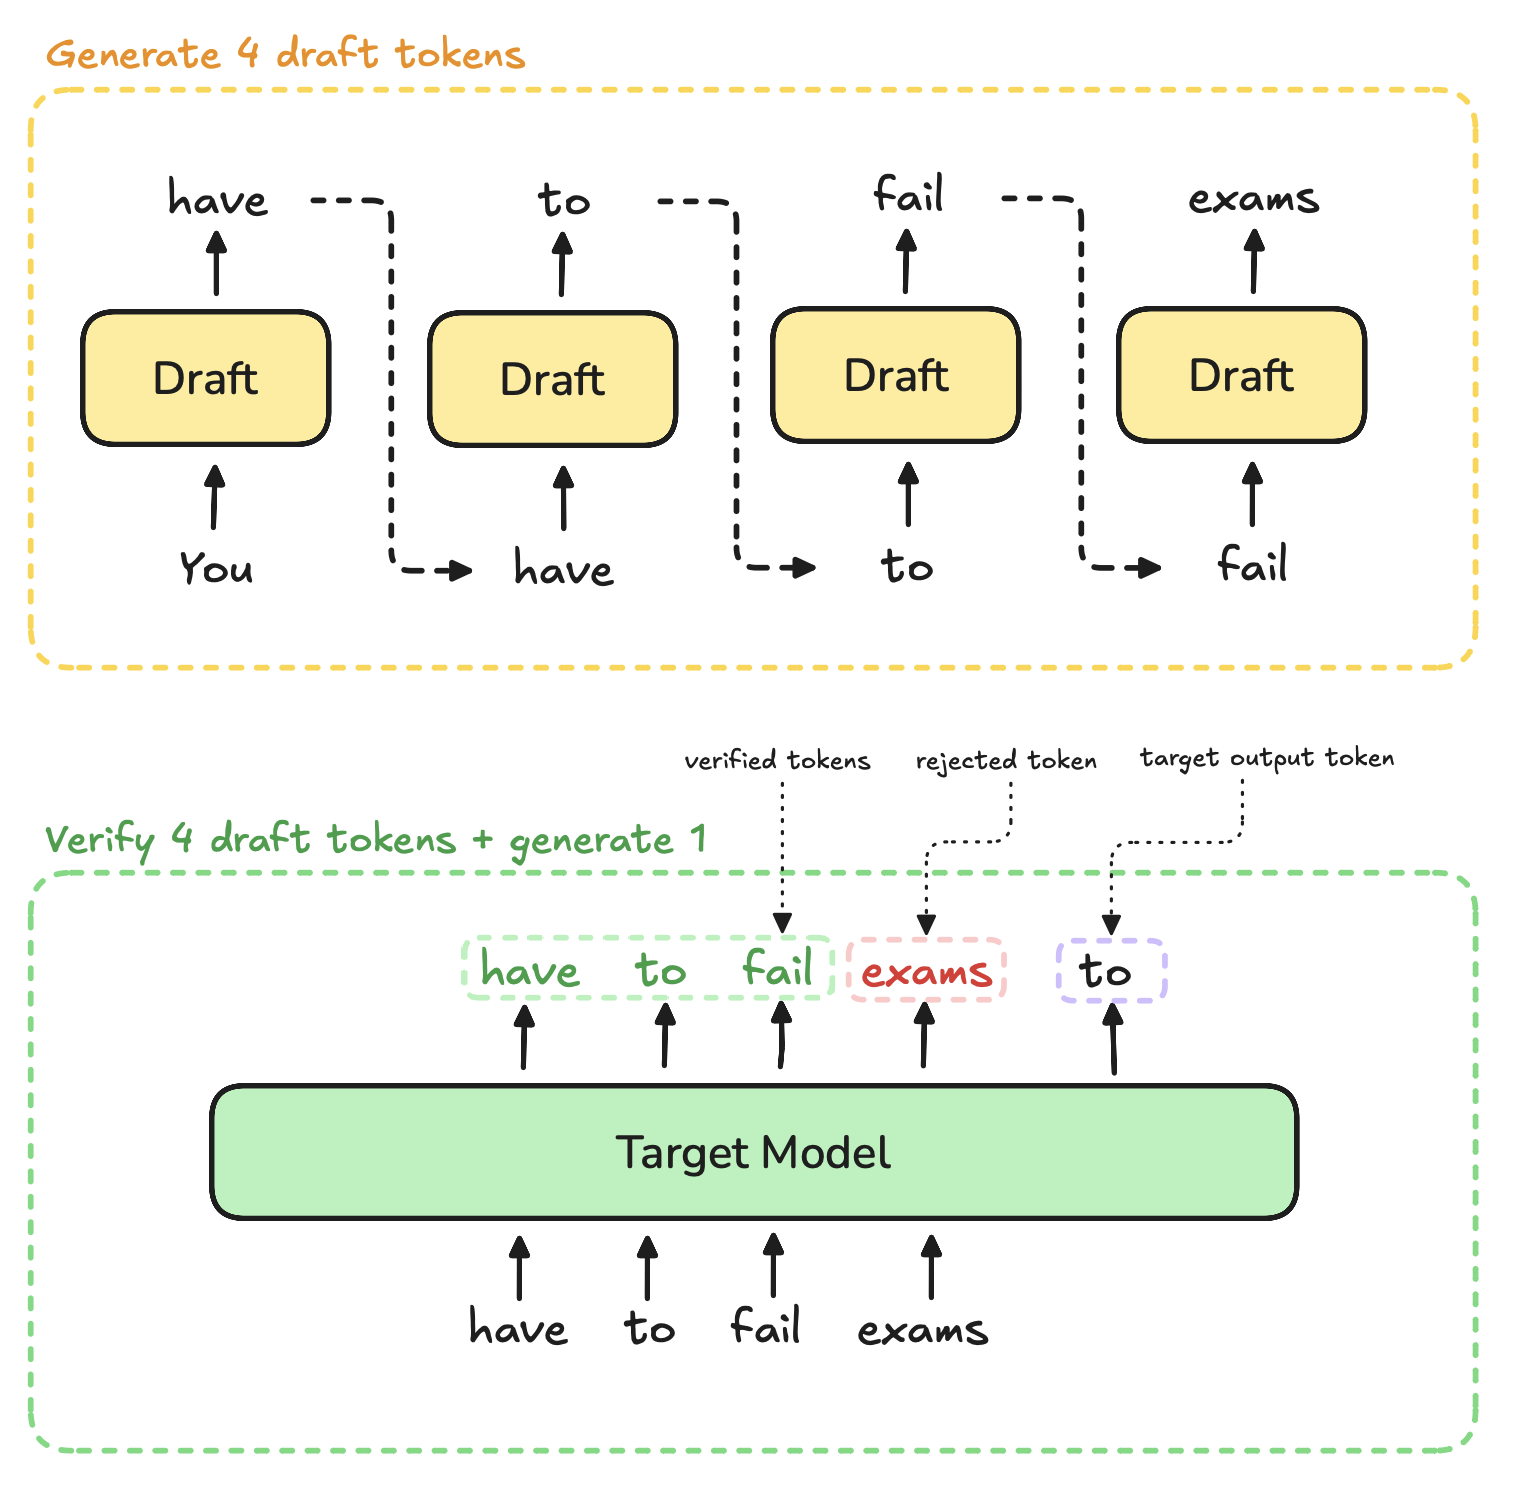 Generate 4 draft tokens
have to fail exams
Draft Draft Draft Draft
You have to fail
verified tokens rejected token target output token
Verify 4 draft tokens + generate 1
have to fail exams to
Target Model
have to fail exams